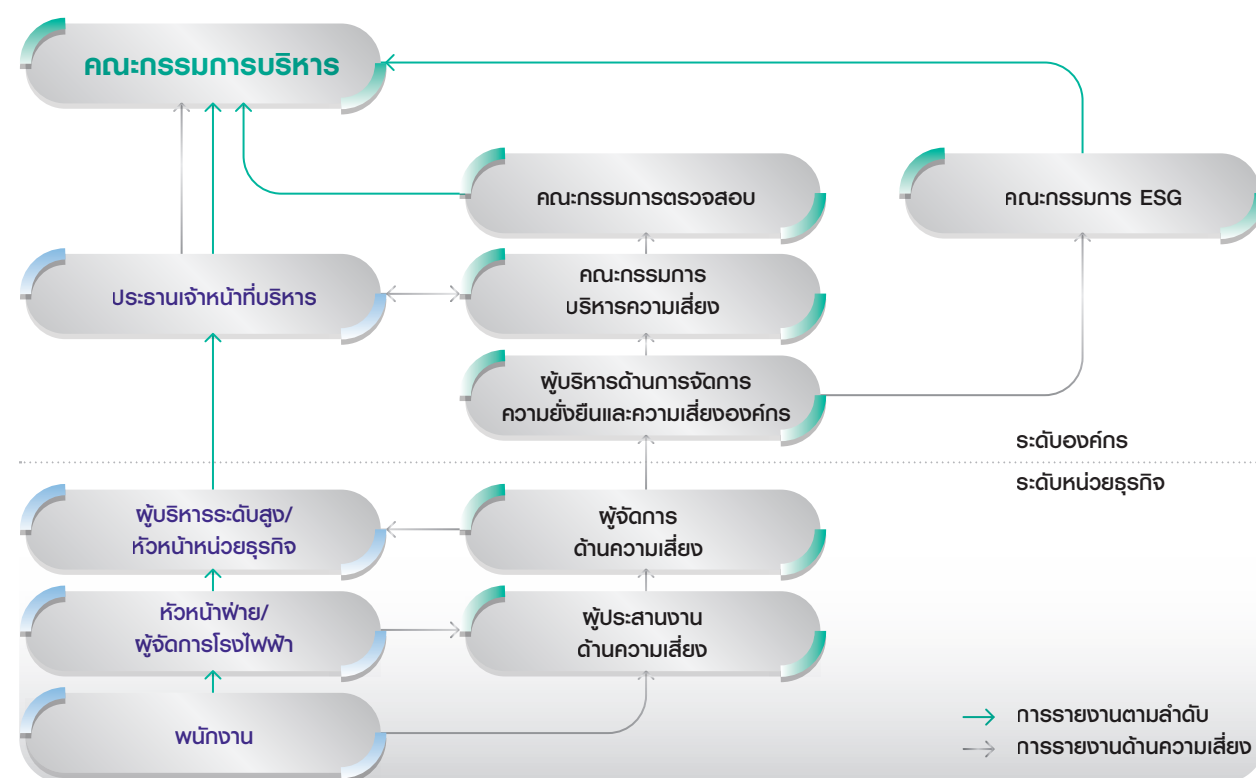 คณะกรรมการบริหาร
คณะกรรมการตรวจสอบ
คณะกรรมการ ESG
ประธานเจ้าหน้าที่บริหาร
คณะกรรมการ
บริหารความเสี่ยง
ผู้บริหารด้านการจัดการ
ความยั่งยืนและความเสี่ยงองค์กร
ระดับองค์กร
ระดับหน่วยธุรกิจ
ผู้บริหารระดับสูง/
หัวหน้าหน่วยธุรกิจ
ผู้จัดการ
ด้านความเสี่ยง
หัวหน้าฝ่าย/
ผู้จัดการโรงไฟฟ้า
ผู้ประสานงาน
ด้านความเสี่ยง
พนักงาน
การรายงานตามลำดับ
การรายงานด้านความเสี่ยง